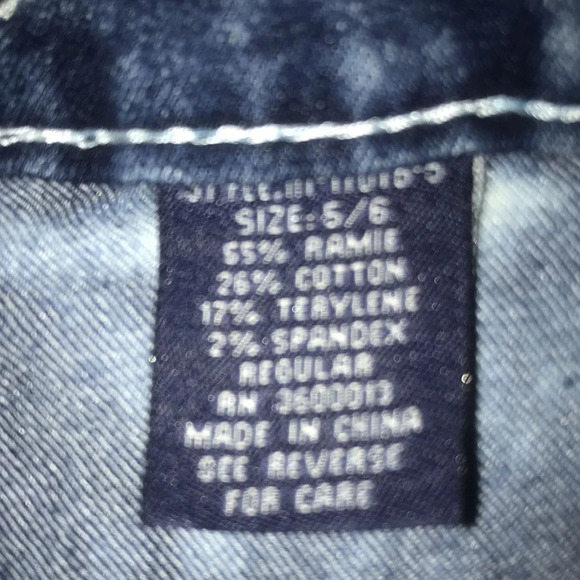 SIZE: 5/6
55% RAMIE
26% COTTON
17% TERYLENE
2% SPANDEX
REGULAR
RN 3600013
MADE IN CHINA
SEE REVERSE
FOR CARE